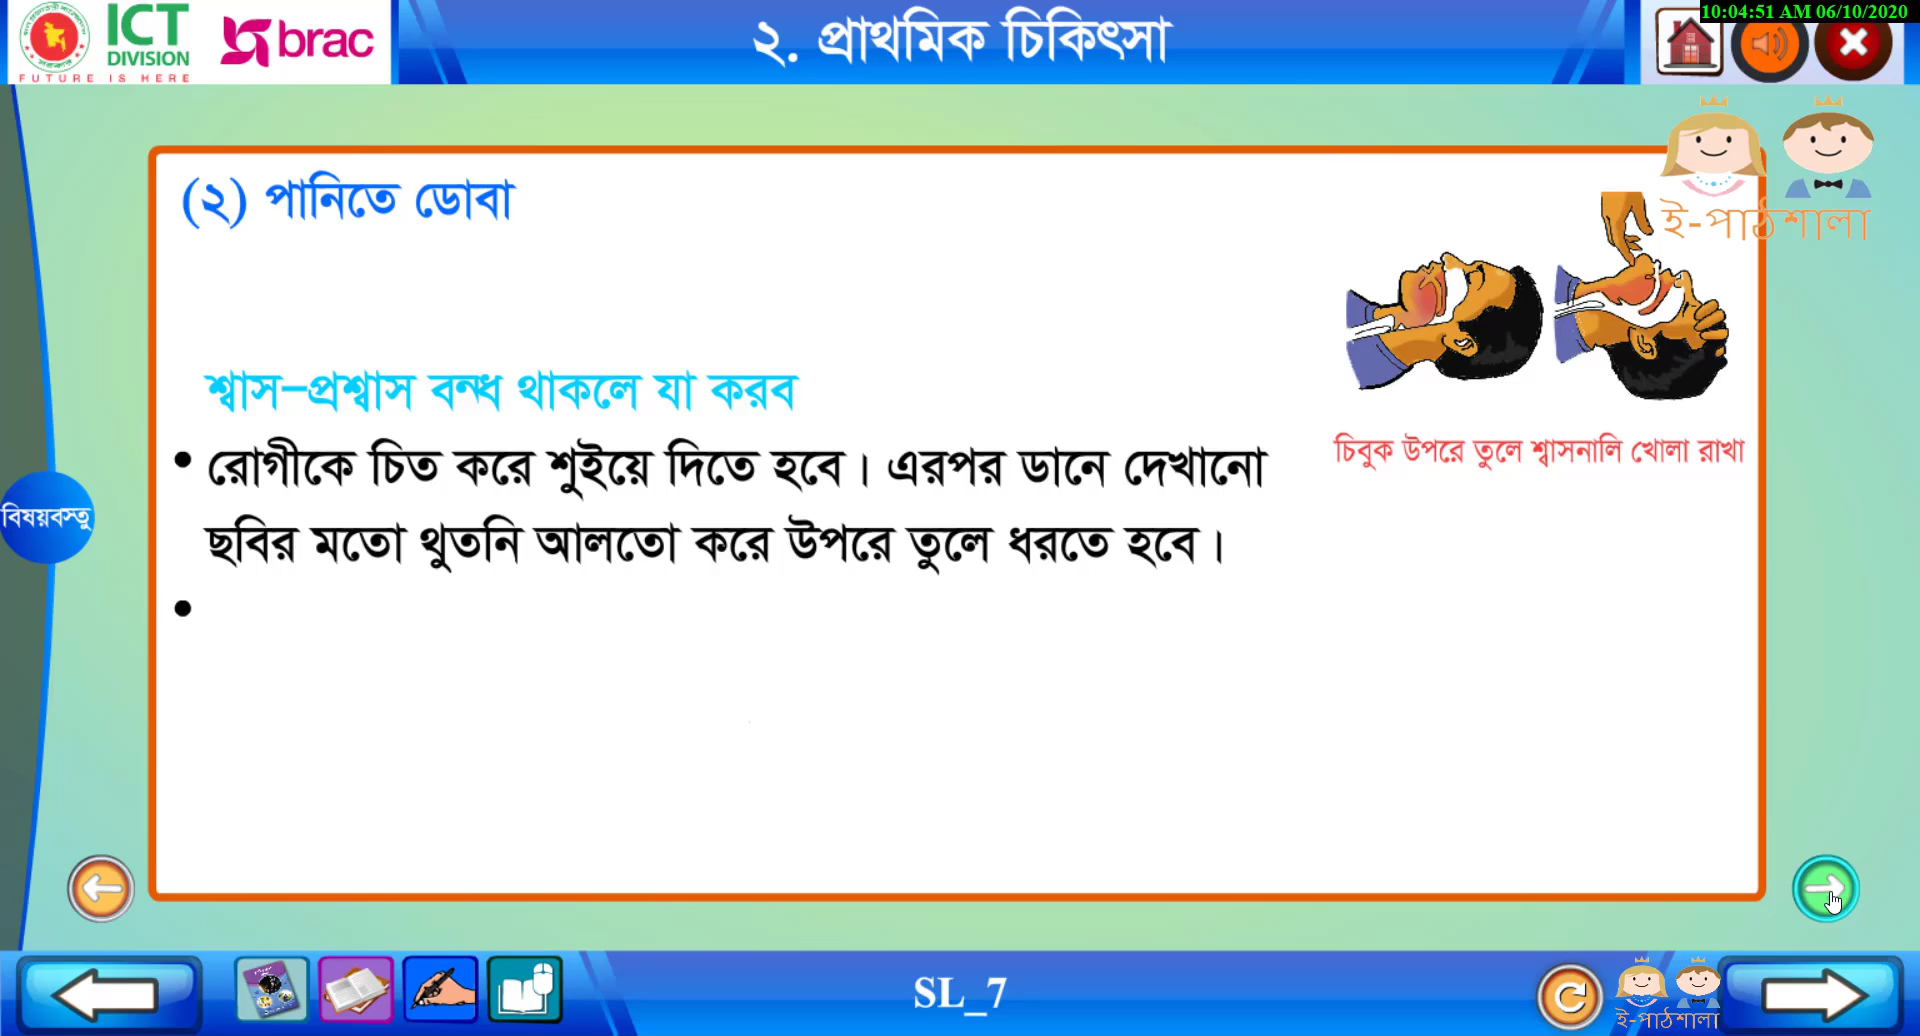 10:04:51 AM 06/10/2020
ICT
DIVISION
FUTURE IS HERE
brac
২. প্রাথমিক চিকিৎসা
ই-পাঠশালা
(২) পানিতে ডোবা
শ্বাস–প্রশ্বাস বন্ধ থাকলে যা করব
• রোগীকে চিত করে শুইয়ে দিতে হবে। এরপর ডানে দেখানো
ছবির মতো থুতনি আলতো করে উপরে তুলে ধরতে হবে।
•
চিবুক উপরে তুলে শ্বাসনালি খোলা রাখা
বিষয়বস্তু
SL_7
ই-পাঠশালা